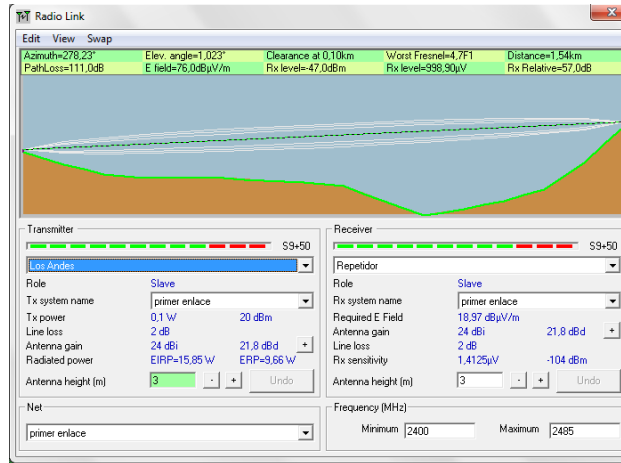 Radio Link
Edit View Swap
Azimuth=278,23° Elev. angle=1,023° Clearance at 0,10km Worst Fresnel=4,7F1 Distance=1,54km
PathLoss=111,0dB E field=76,0dBµV/m Rx level=-47,0dBm Rx level=998,90µV Rx Relative=57,0dB
Transmitter
S9+50
Los Andes
Role Slave
Tx system name primer enlace
Tx power 0,1 W 20 dBm
Line loss 2 dB
Antenna gain 24 dBi 21,8 dBd +
Radiated power EIRP=15,85 W ERP=9,66 W
Antenna height (m) 3 - + Undo
Net
primer enlace
Receiver
S9+50
Repetidor
Role Slave
Rx system name primer enlace
Required E Field 18,97 dBµV/m
Antenna gain 24 dBi 21,8 dBd +
Line loss 2 dB
Rx sensitivity 1,4125µV -104 dBm
Antenna height (m) 3 - + Undo
Frequency (MHz)
Minimum 2400 Maximum 2485